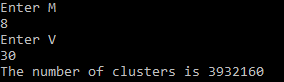 Enter M
8
Enter V
30
The number of clusters is 3932160